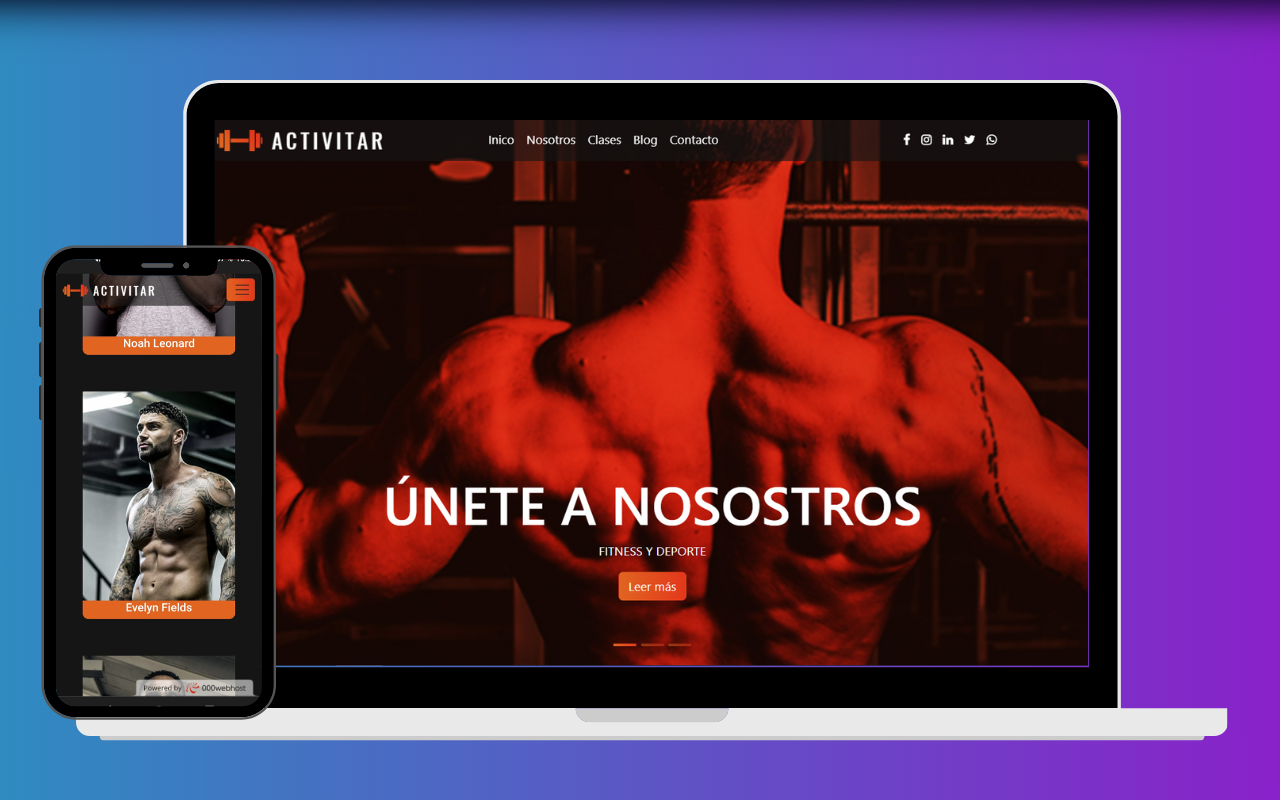 ACTIVITAR
Inico Nosotros Clases Blog Contacto
ÚNETE A NOSOSTROS
FITNESS Y DEPORTE
Leer más
ACTIVITAR
Noah Leonard
Evelyn Fields
Powered by 000webhost